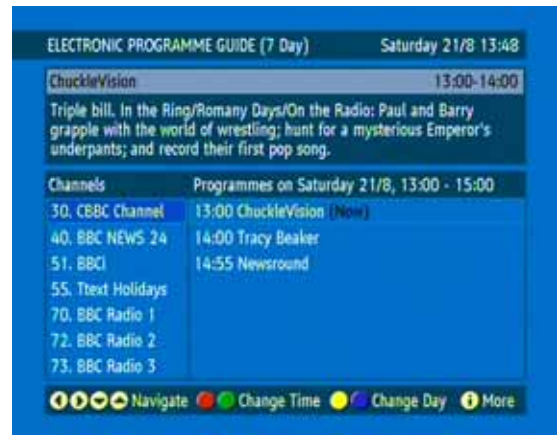 ELECTRONIC PROGRAMME GUIDE (7 Day) Saturday 21/8 13:48
ChuckleVision 13:00-14:00
Triple bill. In the Ring/Romany Days/On the Radio: Paul and Barry
grapple with the world of wrestling; hunt for a mysterious Emperor's
underpants; and record their first pop song.
Channels Programmes on Saturday 21/8, 13:00 - 15:00
30. CBBC Channel 13:00 ChuckleVision (Now)
40. BBC NEWS 24 14:00 Tracy Beaker
51. BBCi 14:55 Newsround
55. Ttext Holidays
70. BBC Radio 1
72. BBC Radio 2
73. BBC Radio 3
Navigate Change Time Change Day i More